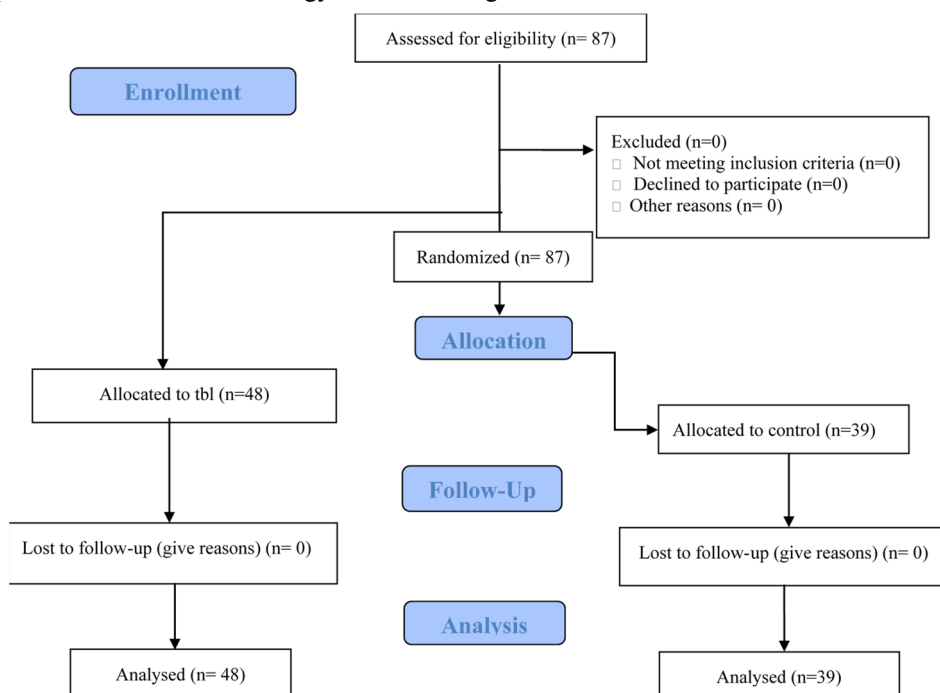 Assessed for eligibility (n= 87)
Enrollment
Excluded (n=0)
Not meeting inclusion criteria (n=0)
Declined to participate (n=0)
Other reasons (n= 0)
Randomized (n= 87)
Allocation
Allocated to tbl (n=48)
Allocated to control (n=39)
Follow-Up
Lost to follow-up (give reasons) (n= 0)
Lost to follow-up (give reasons) (n= 0)
Analysis
Analysed (n= 48)
Analysed (n=39)